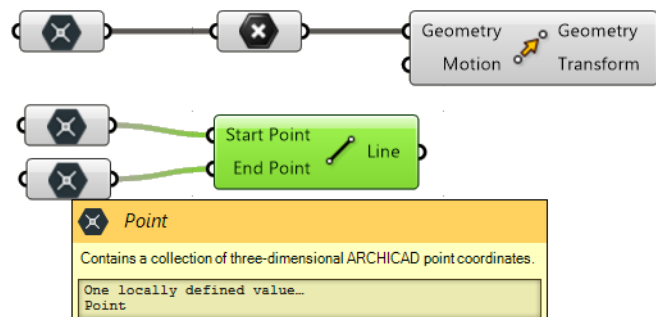 Geometry Geometry
Motion Transform
Start Point
Line
End Point
Point
Contains a collection of three-dimensional ARCHICAD point coordinates.
One locally defined value…
Point